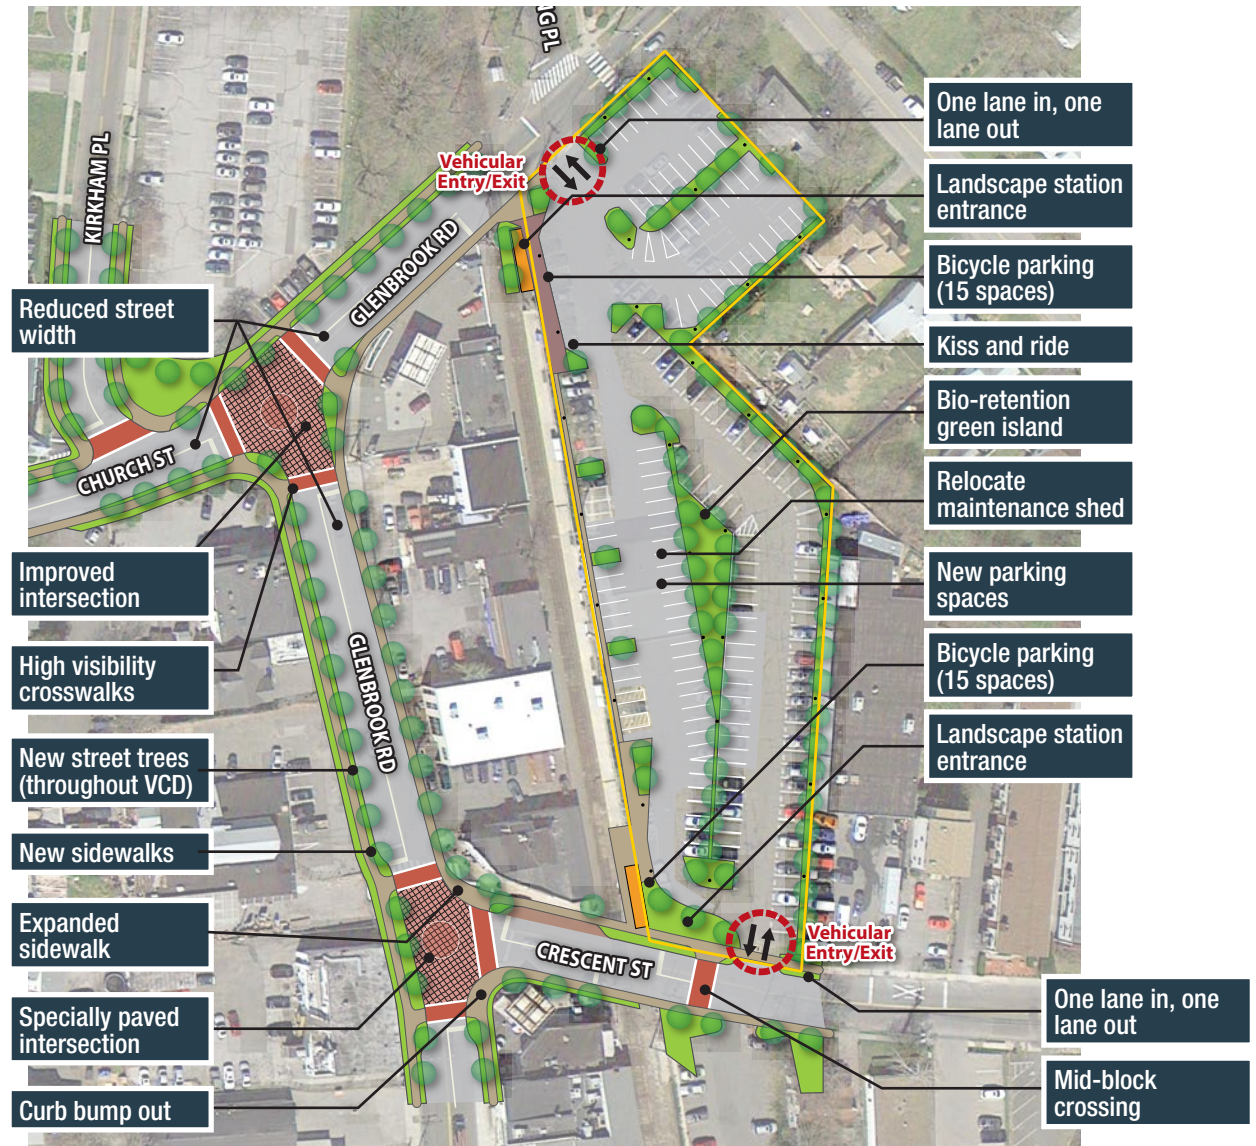 NG PL
One lane in, one
lane out
KIRKHAM PL
Vehicular
Entry/Exit
Landscape station
entrance
GLENBROOK RD
Bicycle parking
(15 spaces)
Reduced street
width
Kiss and ride
Bio-retention
green island
CHURCH ST
Relocate
maintenance shed
Improved
intersection
New parking
spaces
High visibility
crosswalks
GLENBROOK RD
Bicycle parking
(15 spaces)
New street trees
(throughout VCD)
Landscape station
entrance
New sidewalks
Expanded
sidewalk
Vehicular
Entry/Exit
CRESCENT ST
Specially paved
intersection
One lane in, one
lane out
Curb bump out
Mid-block
crossing